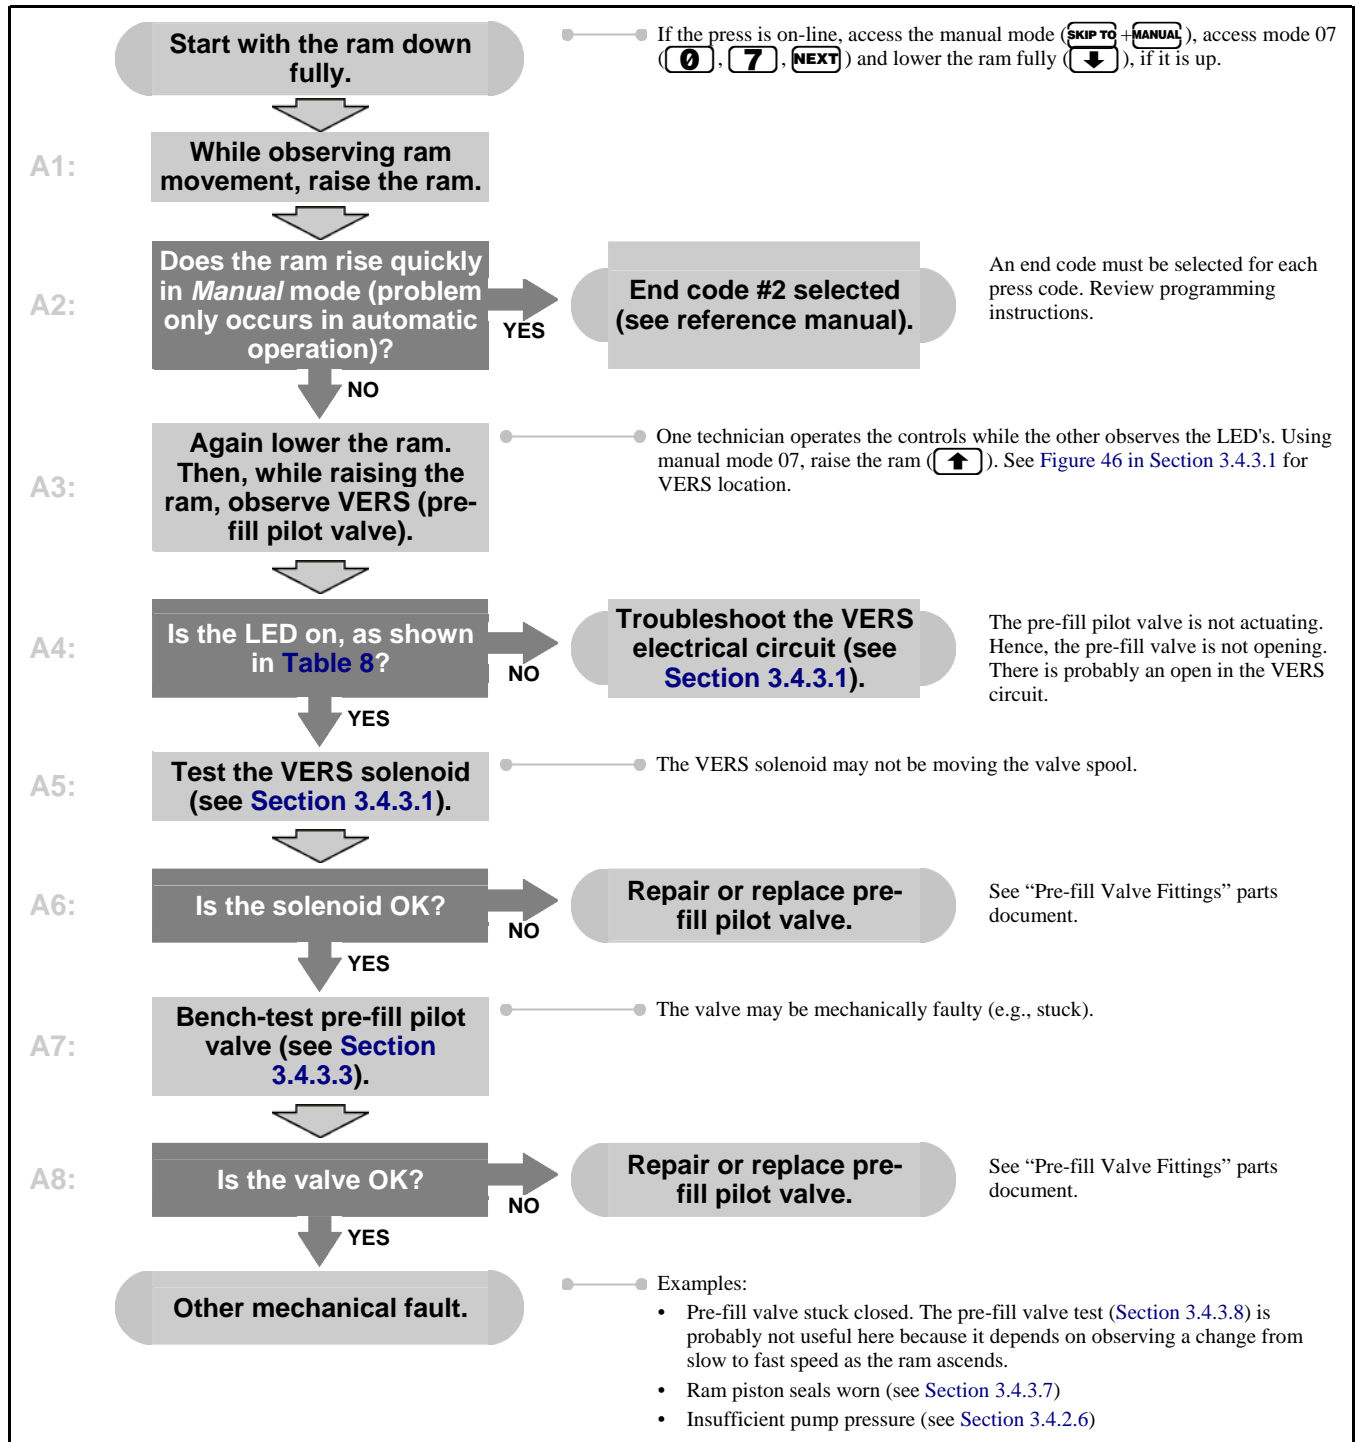 Start with the ram down
fully.
If the press is on-line, access the manual mode (SKIP TO+MANUAL), access mode 07
(0, 7, NEXT) and lower the ram fully (⬇), if it is up.
A1:
While observing ram
movement, raise the ram.
A2:
Does the ram rise quickly
in Manual mode (problem
only occurs in automatic
operation)?
YES
End code #2 selected
(see reference manual).
An end code must be selected for each
press code. Review programming
instructions.
NO
A3:
Again lower the ram.
Then, while raising the
ram, observe VERS (pre-
fill pilot valve).
One technician operates the controls while the other observes the LED's. Using
manual mode 07, raise the ram (⬆). See Figure 46 in Section 3.4.3.1 for
VERS location.
A4:
Is the LED on, as shown
in Table 8?
NO
Troubleshoot the VERS
electrical circuit (see
Section 3.4.3.1).
The pre-fill pilot valve is not actuating.
Hence, the pre-fill valve is not opening.
There is probably an open in the VERS
circuit.
YES
A5:
Test the VERS solenoid
(see Section 3.4.3.1).
The VERS solenoid may not be moving the valve spool.
A6:
Is the solenoid OK?
NO
Repair or replace pre-
fill pilot valve.
See “Pre-fill Valve Fittings” parts
document.
YES
A7:
Bench-test pre-fill pilot
valve (see Section
3.4.3.3).
The valve may be mechanically faulty (e.g., stuck).
A8:
Is the valve OK?
NO
Repair or replace pre-
fill pilot valve.
See “Pre-fill Valve Fittings” parts
document.
YES
Other mechanical fault.
Examples:
• Pre-fill valve stuck closed. The pre-fill valve test (Section 3.4.3.8) is
probably not useful here because it depends on observing a change from
slow to fast speed as the ram ascends.
• Ram piston seals worn (see Section 3.4.3.7)
• Insufficient pump pressure (see Section 3.4.2.6)